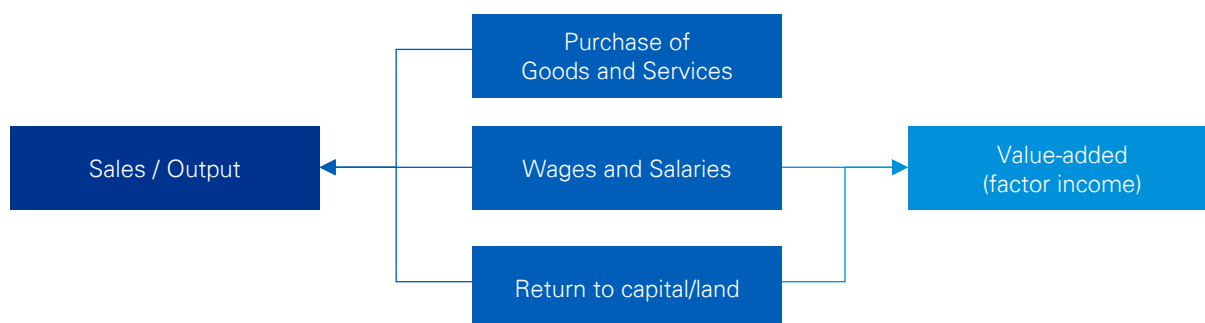 Purchase of
Goods and Services
Sales / Output
Wages and Salaries
Value-added
(factor income)
Return to capital/land